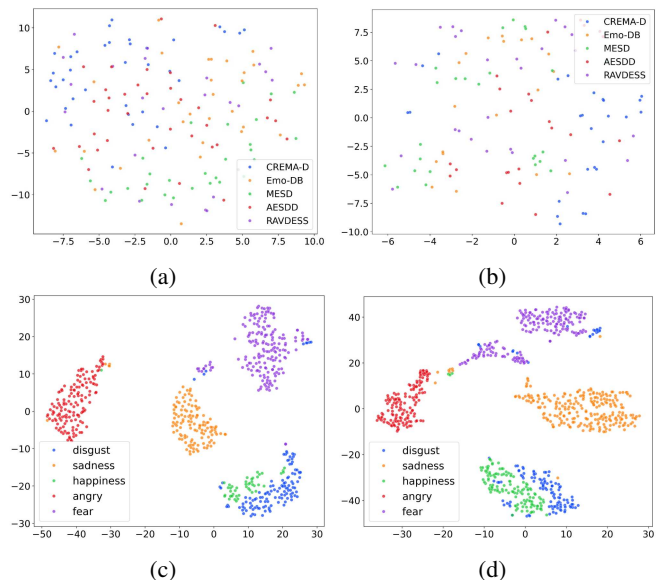 10
5
0
−5
−10
−7.5 −5.0 −2.5 0.0 2.5 5.0 7.5 10.0
CREMA-D
Emo-DB
MESD
AESDD
RAVDESS
(a)
7.5
5.0
2.5
0.0
−2.5
−5.0
−7.5
−10.0
−6 −4 −2 0 2 4 6
CREMA-D
Emo-DB
MESD
AESDD
RAVDESS
(b)
30
20
10
0
−10
−20
−30
−50 −40 −30 −20 −10 0 10 20 30
disgust
sadness
happiness
angry
fear
(c)
40
20
0
−20
−40
−30 −20 −10 0 10 20 30
disgust
sadness
happiness
angry
fear
(d)